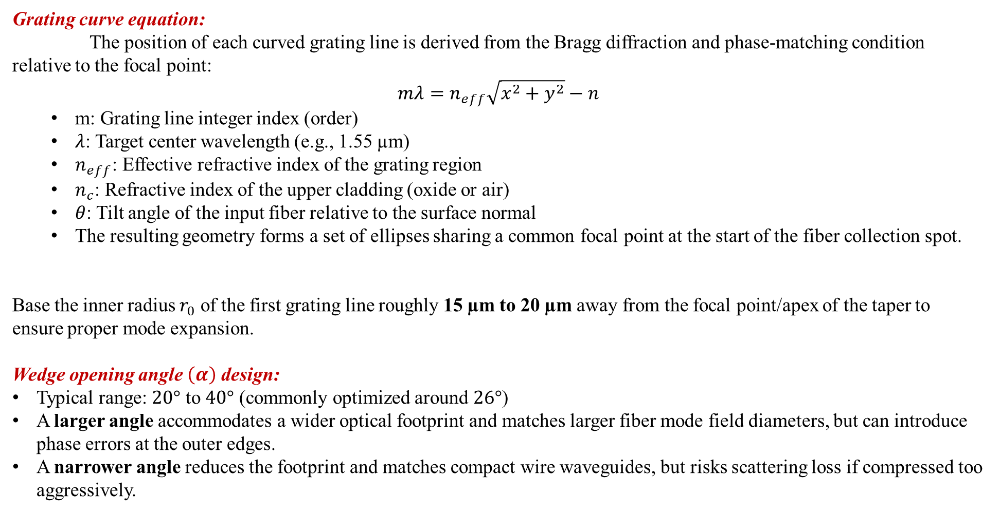 Grating curve equation:
The position of each curved grating line is derived from the Bragg diffraction and phase-matching condition
relative to the focal point:
mλ = n_{eff}√(x² + y²) − n
• m: Grating line integer index (order)
• λ: Target center wavelength (e.g., 1.55 µm)
• n_{eff}: Effective refractive index of the grating region
• n_c: Refractive index of the upper cladding (oxide or air)
• θ: Tilt angle of the input fiber relative to the surface normal
• The resulting geometry forms a set of ellipses sharing a common focal point at the start of the fiber collection spot.
Base the inner radius r₀ of the first grating line roughly 15 µm to 20 µm away from the focal point/apex of the taper to
ensure proper mode expansion.
Wedge opening angle (α) design:
• Typical range: 20° to 40° (commonly optimized around 26°)
• A larger angle accommodates a wider optical footprint and matches larger fiber mode field diameters, but can introduce
phase errors at the outer edges.
• A narrower angle reduces the footprint and matches compact wire waveguides, but risks scattering loss if compressed too
aggressively.